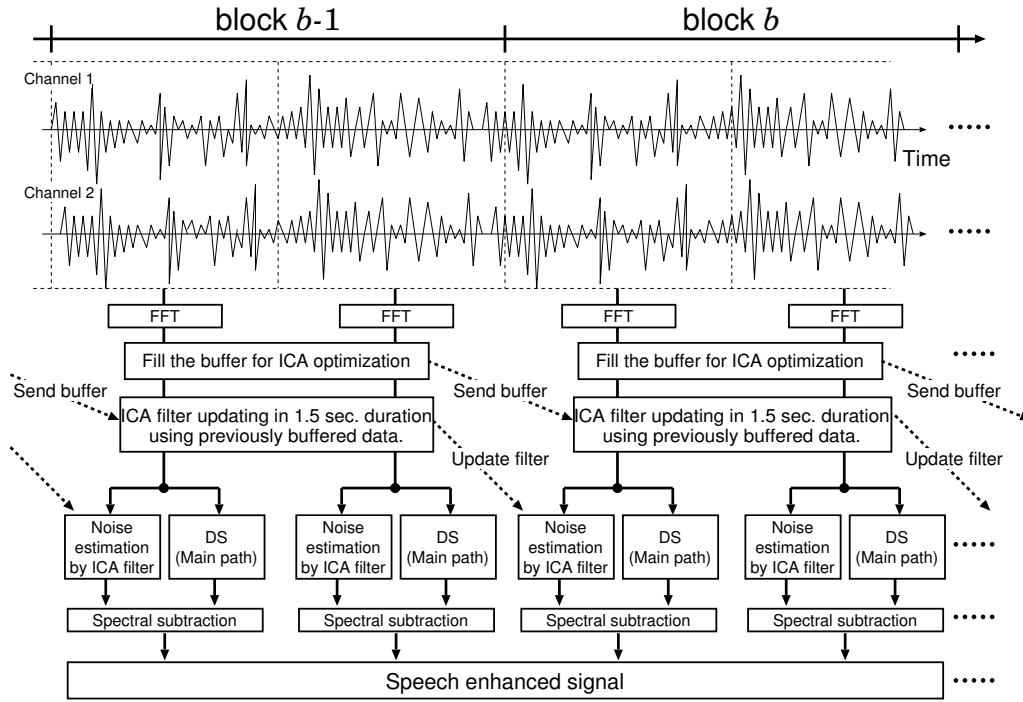 block b-1
block b
Channel 1
•••••
Time
Channel 2
•••••
FFT
FFT
FFT
FFT
Fill the buffer for ICA optimization
Fill the buffer for ICA optimization
•••••
Send buffer
Send buffer
Send buffer
ICA filter updating in 1.5 sec. duration
using previously buffered data.
ICA filter updating in 1.5 sec. duration
using previously buffered data.
Update filter
Update filter
Noise
estimation
by ICA filter
DS
(Main path)
Noise
estimation
by ICA filter
DS
(Main path)
Noise
estimation
by ICA filter
DS
(Main path)
Noise
estimation
by ICA filter
DS
(Main path)
•••••
Spectral subtraction
Spectral subtraction
Spectral subtraction
Spectral subtraction
•••••
Speech enhanced signal
•••••